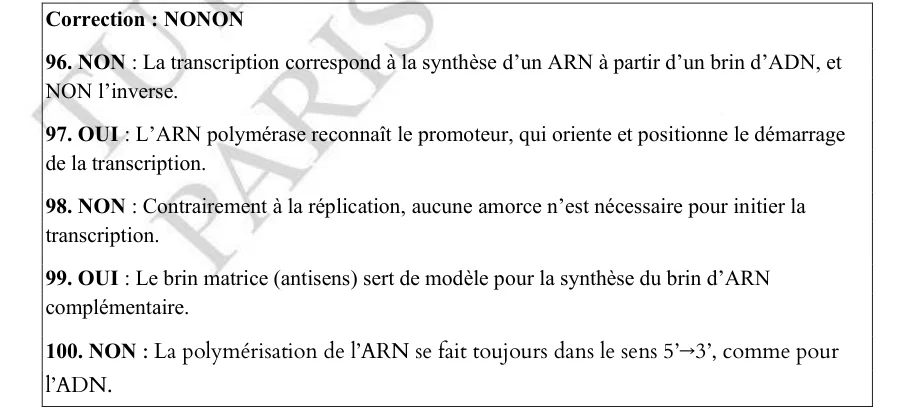 Correction : NONON
96. NON : La transcription correspond à la synthèse d’un ARN à partir d’un brin d’ADN, et
NON l’inverse.
97. OUI : L’ARN polymérase reconnaît le promoteur, qui oriente et positionne le démarrage
de la transcription.
98. NON : Contrairement à la réplication, aucune amorce n’est nécessaire pour initier la
transcription.
99. OUI : Le brin matrice (antisens) sert de modèle pour la synthèse du brin d’ARN
complémentaire.
100. NON : La polymérisation de l’ARN se fait toujours dans le sens 5’→3’, comme pour
l’ADN.
PARIS